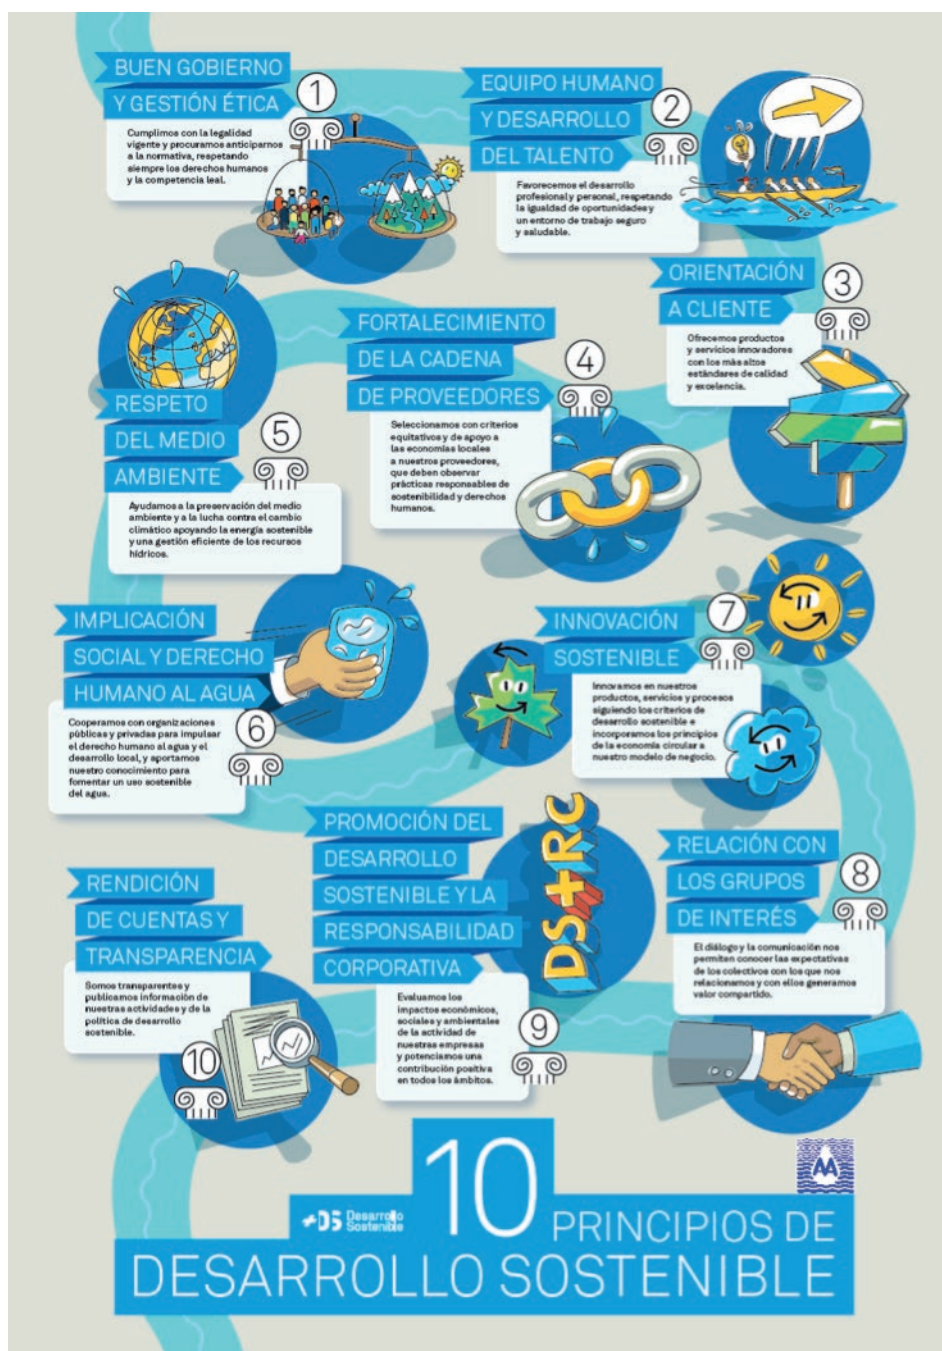 BUEN GOBIERNO
Y GESTIÓN ÉTICA
1
Cumplimos con la legalidad
vigente y procuramos anticiparnos
a la normativa, respetando
siempre los derechos humanos
y la competencia leal.
EQUIPO HUMANO
Y DESARROLLO
DEL TALENTO
2
Favorecemos el desarrollo
profesional y personal, respetando
la igualdad de oportunidades y
un entorno de trabajo seguro
y saludable.
ORIENTACIÓN
A CLIENTE
3
Ofrecemos productos
y servicios innovadores
con los más altos
estándares de calidad
y excelencia.
FORTALECIMIENTO
DE LA CADENA
DE PROVEEDORES
4
Seleccionamos con criterios
equitativos y de apoyo a
las economías locales
a nuestros proveedores,
que deben observar
prácticas responsables de
sostenibilidad y derechos
humanos.
RESPETO
DEL MEDIO
AMBIENTE
5
Ayudamos a la preservación del medio
ambiente y a la lucha contra el cambio
climático apoyando la energía sostenible
y una gestión eficiente de los recursos
hídricos.
IMPLICACIÓN
SOCIAL Y DERECHO
HUMANO AL AGUA
6
Cooperamos con organizaciones
públicas y privadas para impulsar
el derecho humano al agua y el
desarrollo local, y aportamos
nuestro conocimiento para
fomentar un uso sostenible
del agua.
INNOVACIÓN
SOSTENIBLE
7
Innovamos en nuestros
productos, servicios y procesos
siguiendo los criterios de
desarrollo sostenible e
incorporamos los principios
de la economía circular a
nuestro modelo de negocio.
RELACIÓN CON
LOS GRUPOS
DE INTERÉS
8
El diálogo y la comunicación nos
permiten conocer las expectativas
de los colectivos con los que nos
relacionamos y con ellos generamos
valor compartido.
PROMOCIÓN DEL
DESARROLLO
SOSTENIBLE Y LA
RESPONSABILIDAD
CORPORATIVA
DS+RC
9
Evaluamos los
impactos económicos,
sociales y ambientales
de la actividad de
nuestras empresas
y potenciamos una
contribución positiva
en todos los ámbitos.
RENDICIÓN
DE CUENTAS Y
TRANSPARENCIA
Somos transparentes y
publicamos información de
nuestras actividades y de la
política de desarrollo
sostenible.
10
AA
+DS Desarrollo
Sostenible
10 PRINCIPIOS DE
DESARROLLO SOSTENIBLE